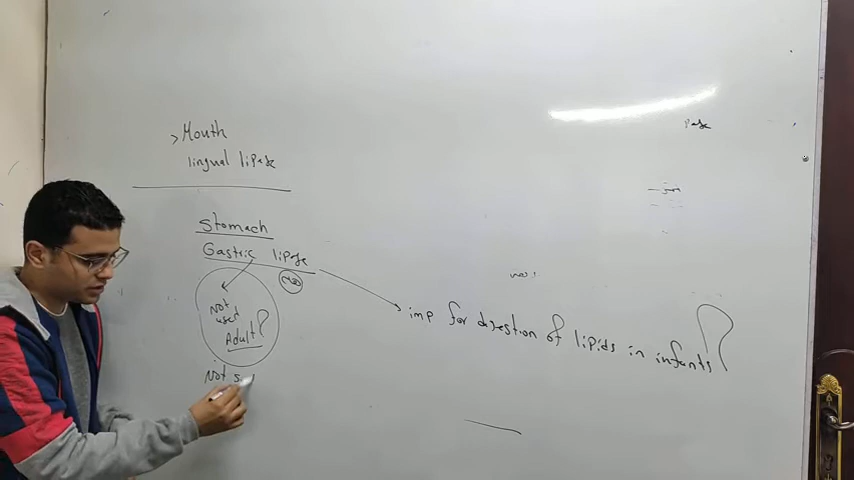 Mouth
lingual lipase
Stomach
Gastric lipase
Not
used
Adult?
Not s
imp for digestion of lipids in infants?